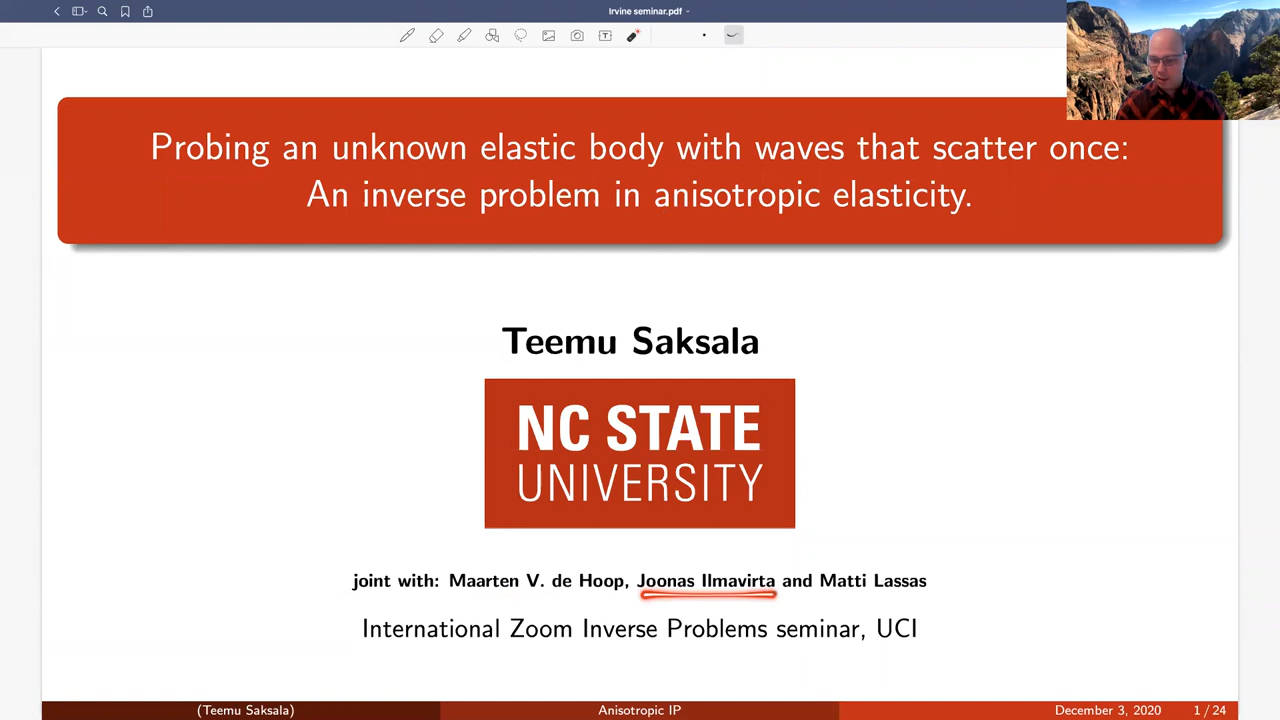 Irvine seminar.pdf
Probing an unknown elastic body with waves that scatter once:
An inverse problem in anisotropic elasticity.
Teemu Saksala
NC STATE
UNIVERSITY
joint with: Maarten V. de Hoop, Joonas Ilmavirta and Matti Lassas
International Zoom Inverse Problems seminar, UCI
(Teemu Saksala) Anisotropic IP December 3, 2020 1 / 24